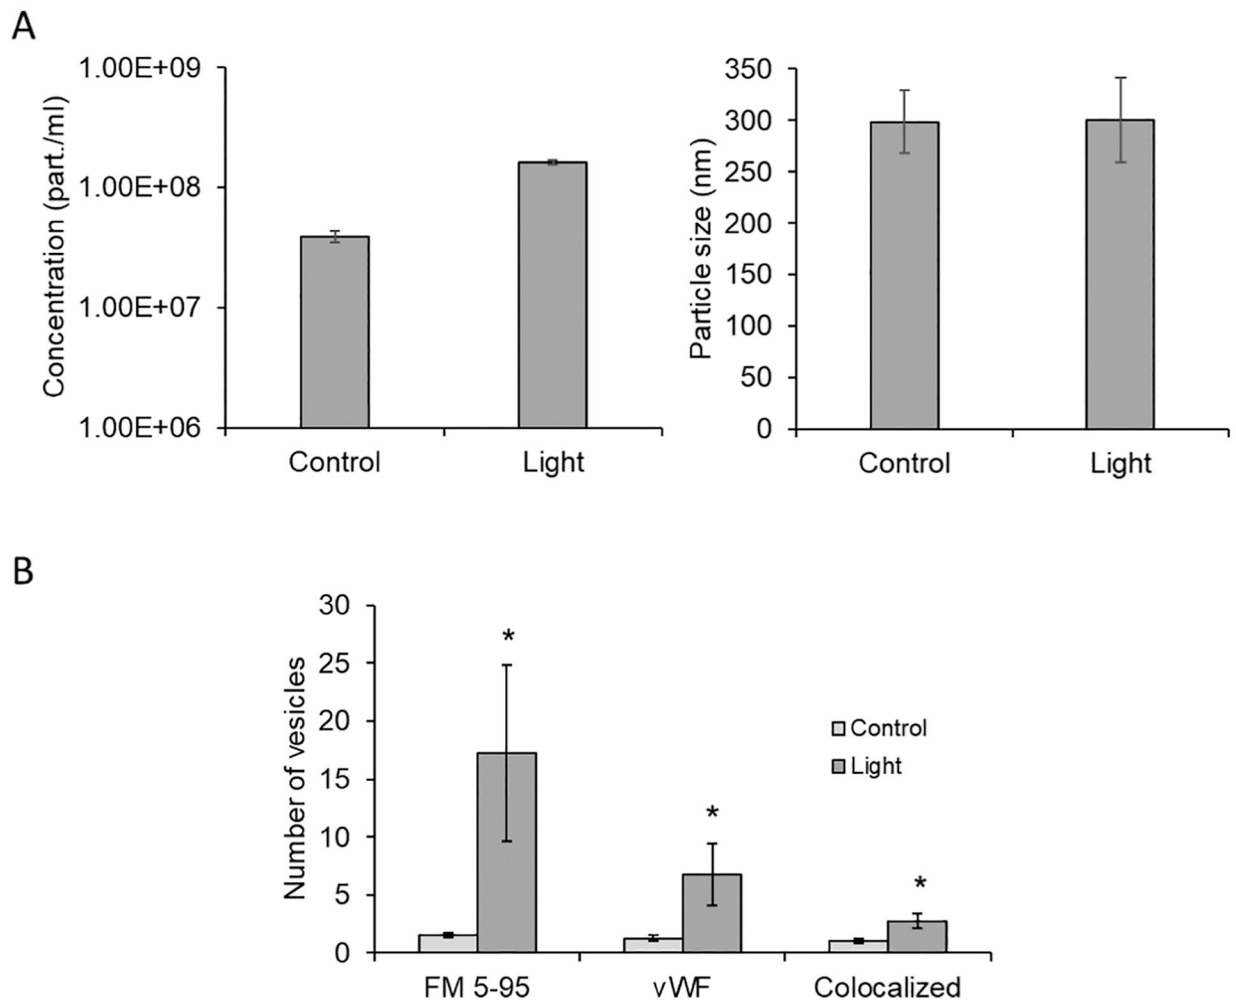 A
Concentration (part./ml)
1.00E+09
1.00E+08
1.00E+07
1.00E+06
Control
Light
Particle size (nm)
350
300
250
200
150
100
50
0
Control
Light
B
Number of vesicles
30
25
20
15
10
5
0
*
*
*
Control
Light
FM 5-95
vWF
Colocalized